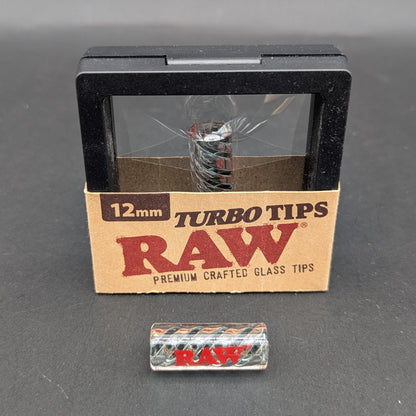 12mm TURBO TIPS
RAW®
PREMIUM CRAFTED GLASS TIPS
RAW